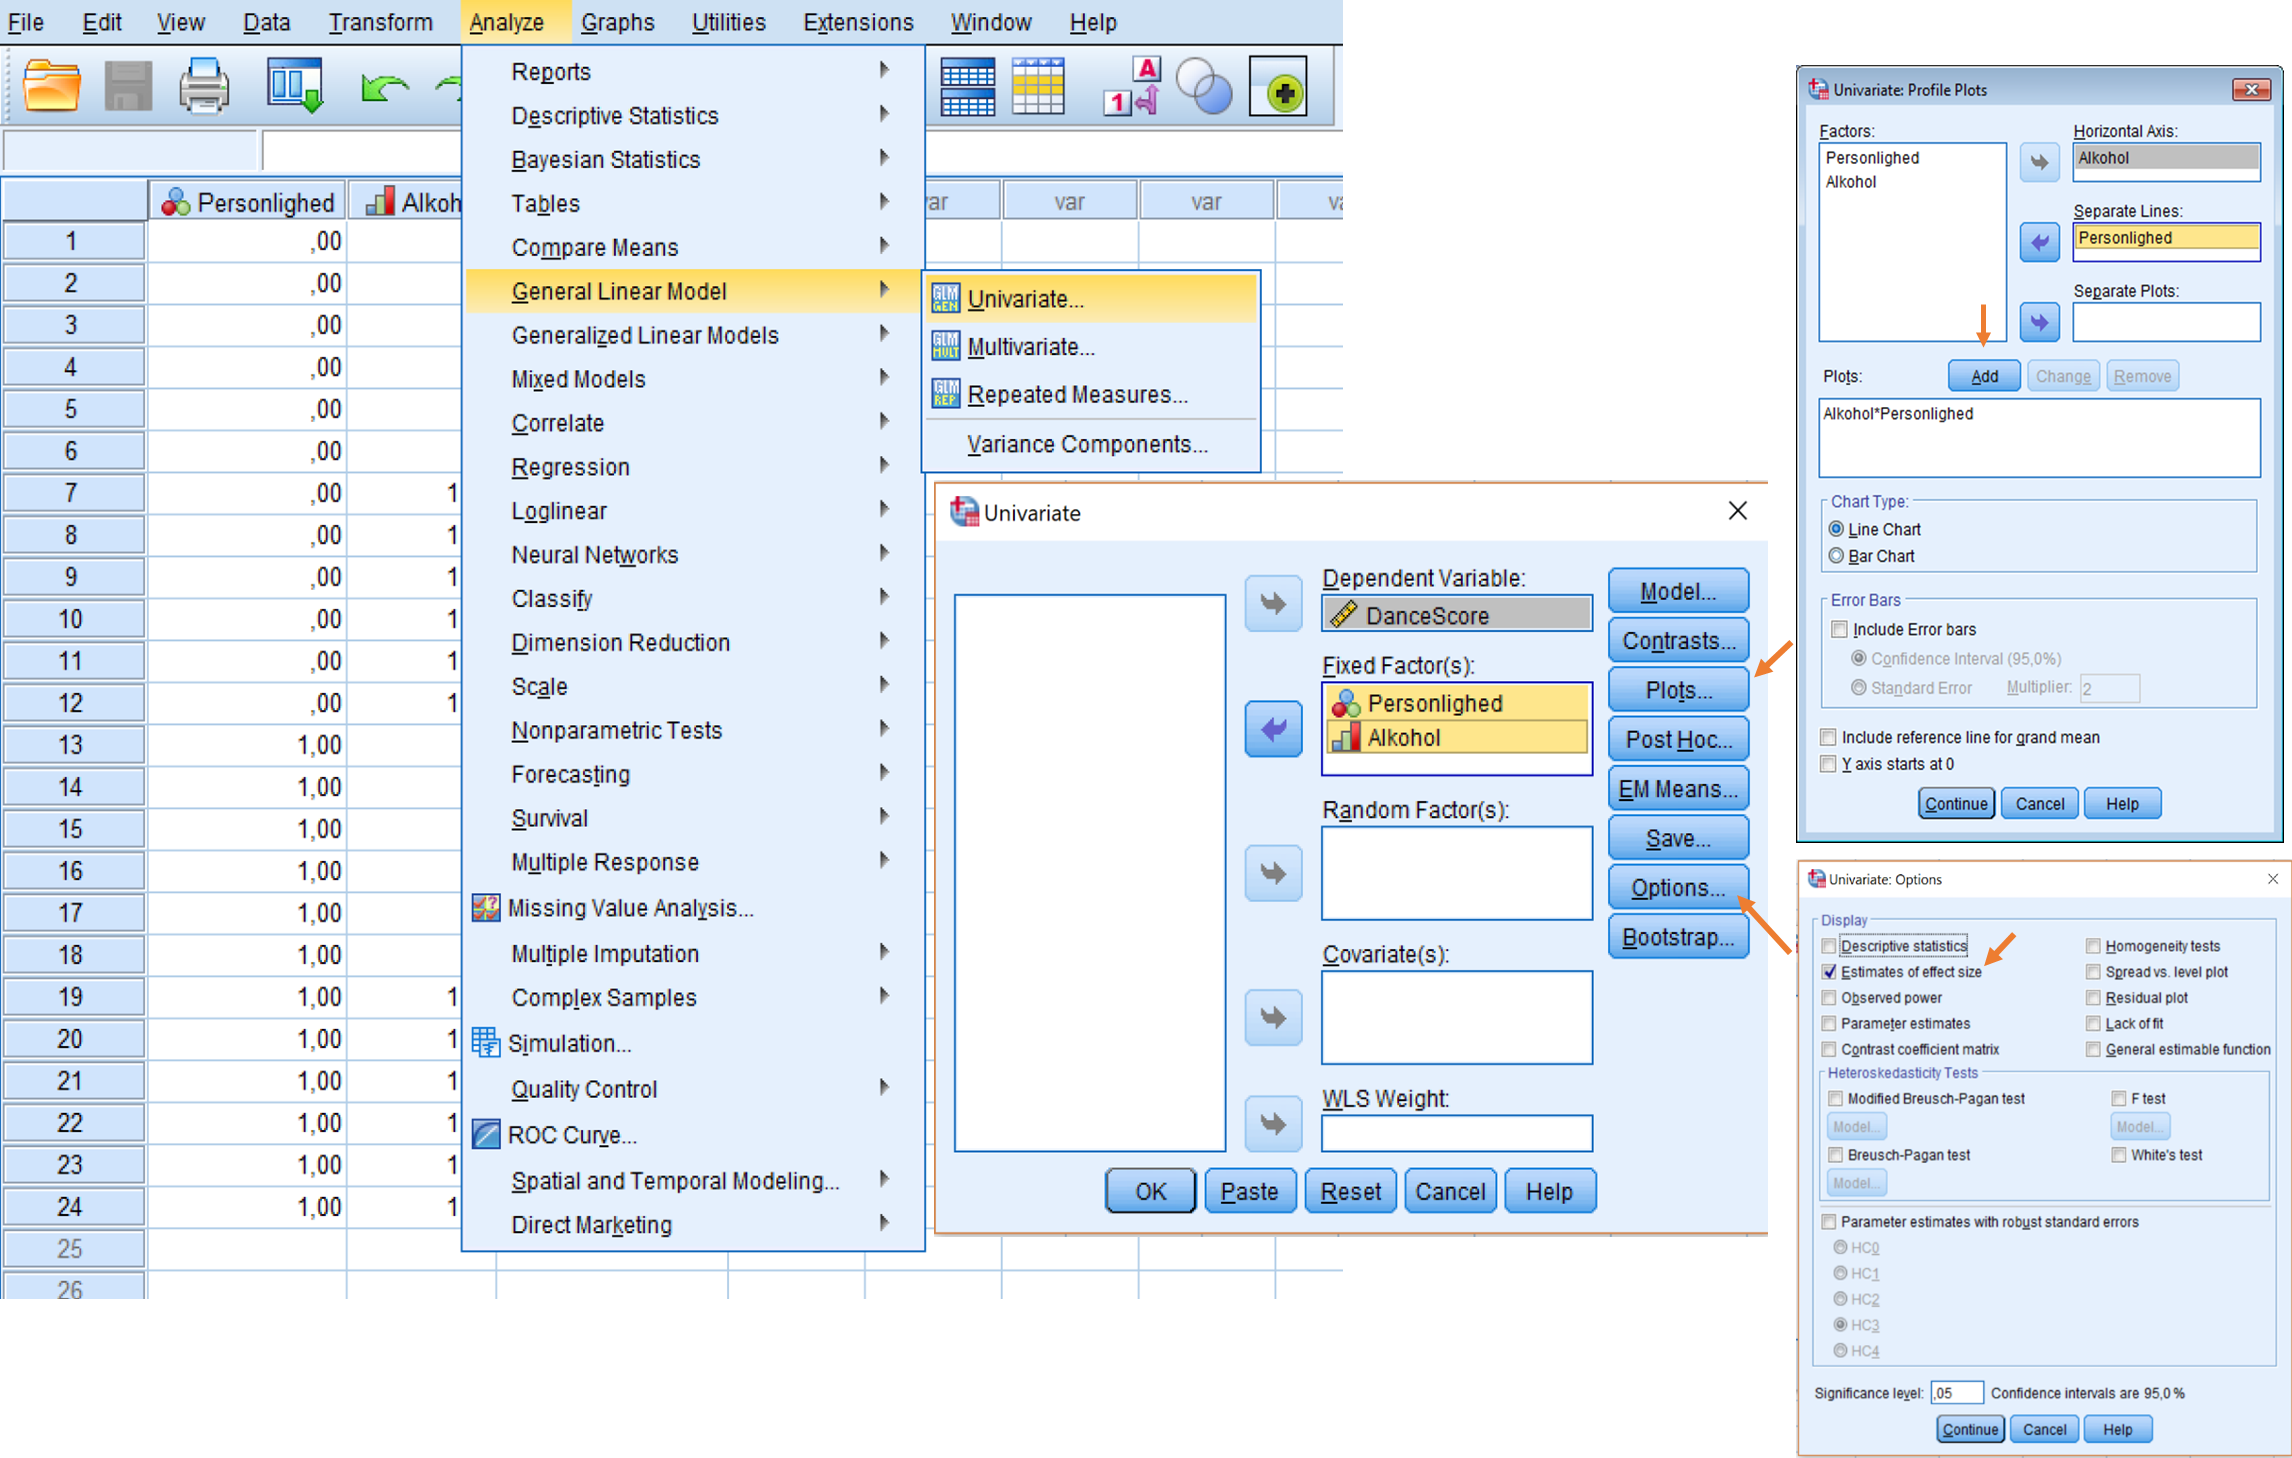 File Edit View Data Transform Analyze Graphs Utilities Extensions Window Help
Reports
Descriptive Statistics
Bayesian Statistics
Tables
Compare Means
General Linear Model
Generalized Linear Models
Mixed Models
Correlate
Regression
Loglinear
Neural Networks
Classify
Dimension Reduction
Scale
Nonparametric Tests
Forecasting
Survival
Multiple Response
Missing Value Analysis...
Multiple Imputation
Complex Samples
Simulation...
Quality Control
ROC Curve...
Spatial and Temporal Modeling...
Direct Marketing
A
1
Personlighed Alkoh
var var var
1 ,00
2 ,00
3 ,00
4 ,00
5 ,00
6 ,00
7 ,00 1
8 ,00 1
9 ,00 1
10 ,00 1
11 ,00 1
12 ,00 1
13 1,00
14 1,00
15 1,00
16 1,00
17 1,00
18 1,00
19 1,00 1
20 1,00 1
21 1,00 1
22 1,00 1
23 1,00 1
24 1,00 1
25
26
GLM GEN Univariate...
GLM MULT Multivariate...
GLM REP Repeated Measures...
Variance Components...
Univariate
Dependent Variable:
DanceScore
Fixed Factor(s):
Personlighed
Alkohol
Random Factor(s):
Covariate(s):
WLS Weight:
Model...
Contrasts...
Plots...
Post Hoc...
EM Means...
Save...
Options...
Bootstrap...
OK Paste Reset Cancel Help
Univariate: Profile Plots
Factors:
Personlighed
Alkohol
Horizontal Axis:
Alkohol
Separate Lines:
Personlighed
Separate Plots:
Plots: Add Change Remove
Alkohol*Personlighed
Chart Type:
Line Chart
Bar Chart
Error Bars
Include Error bars
Confidence Interval (95,0%)
Standard Error Multiplier: 2
Include reference line for grand mean
Y axis starts at 0
Continue Cancel Help
Univariate: Options
Display
Descriptive statistics Homogeneity tests
Estimates of effect size Spread vs. level plot
Observed power Residual plot
Parameter estimates Lack of fit
Contrast coefficient matrix General estimable function
Heteroskedasticity Tests
Modified Breusch-Pagan test F test
Model... Model...
Breusch-Pagan test White's test
Model...
Parameter estimates with robust standard errors
HC0
HC1
HC2
HC3
HC4
Significance level: ,05 Confidence intervals are 95,0 %
Continue Cancel Help